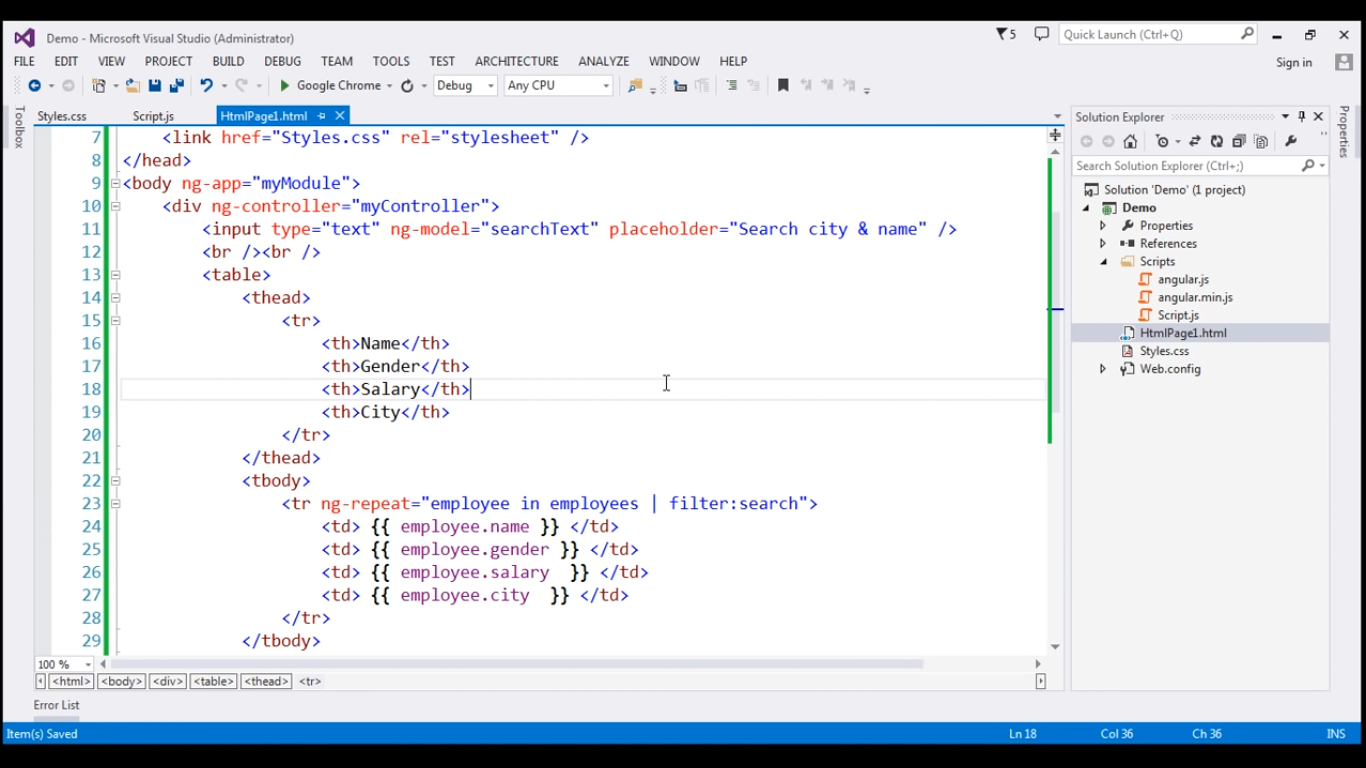 Demo - Microsoft Visual Studio (Administrator)
5
Quick Launch (Ctrl+Q)
FILE EDIT VIEW PROJECT BUILD DEBUG TEAM TOOLS TEST ARCHITECTURE ANALYZE WINDOW HELP
Sign in
Google Chrome
Debug
Any CPU
Toolbox
Styles.css
Script.js
HtmlPage1.html
7 <link href="Styles.css" rel="stylesheet" />
8 </head>
9 <body ng-app="myModule">
10 <div ng-controller="myController">
11 <input type="text" ng-model="searchText" placeholder="Search city & name" />
12 <br /><br />
13 <table>
14 <thead>
15 <tr>
16 <th>Name</th>
17 <th>Gender</th>
18 <th>Salary</th>
19 <th>City</th>
20 </tr>
21 </thead>
22 <tbody>
23 <tr ng-repeat="employee in employees | filter:search">
24 <td> {{ employee.name }} </td>
25 <td> {{ employee.gender }} </td>
26 <td> {{ employee.salary  }} </td>
27 <td> {{ employee.city  }} </td>
28 </tr>
29 </tbody>
100 %
<html> <body> <div> <table> <thead> <tr>
Error List
Solution Explorer
Search Solution Explorer (Ctrl+;)
Solution 'Demo' (1 project)
Demo
Properties
References
Scripts
angular.js
angular.min.js
Script.js
HtmlPage1.html
Styles.css
Web.config
Properties
Item(s) Saved
Ln 18
Col 36
Ch 36
INS